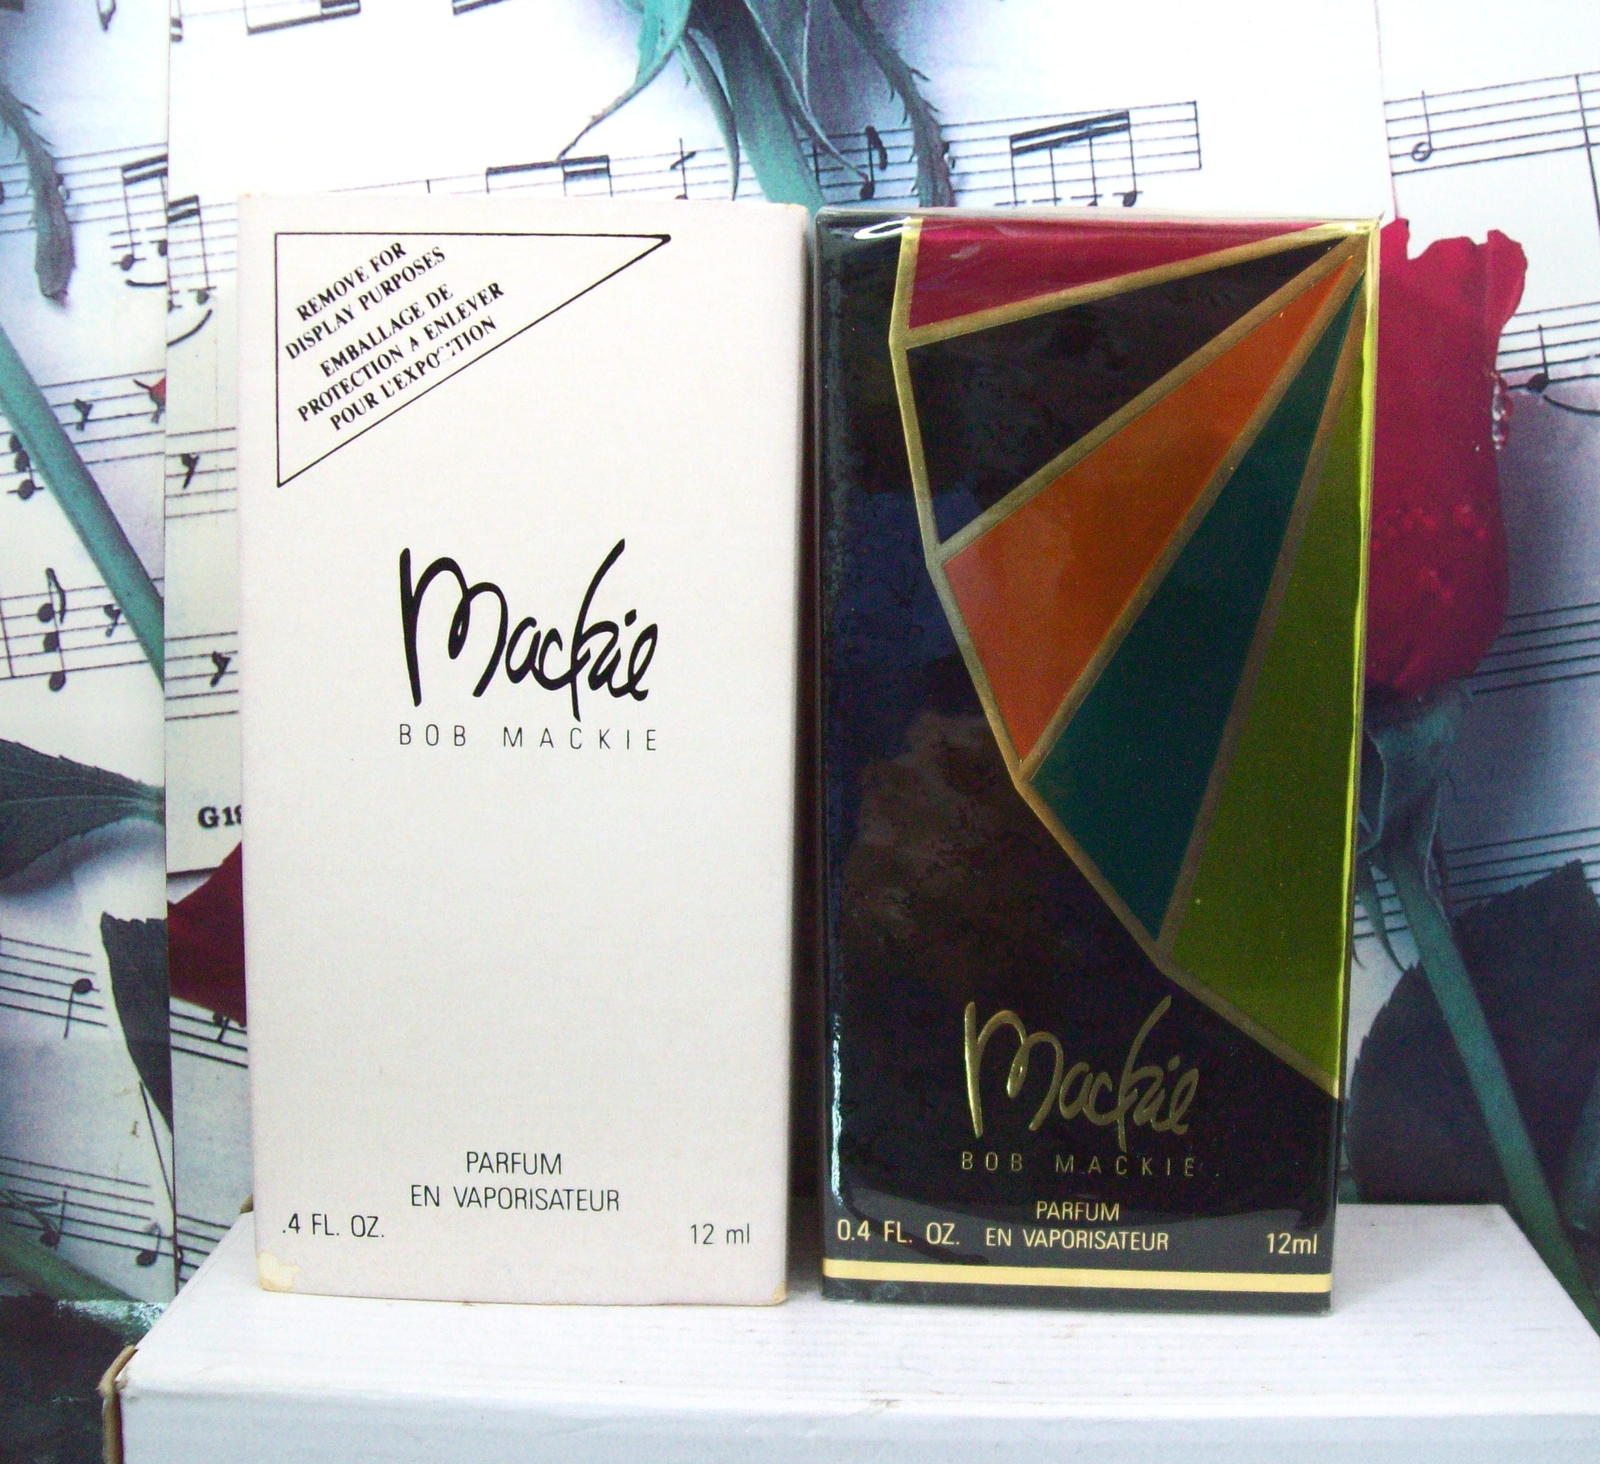 REMOVE FOR
DISPLAY PURPOSES
EMBALLAGE DE
PROTECTION A ENLEVER
POUR L'EXPOSITION
Mackie
BOB MACKIE
PARFUM
EN VAPORISATEUR
.4 FL. OZ.
12 ml
Mackie
BOB MACKIE
PARFUM
0.4 FL. OZ. EN VAPORISATEUR 12ml